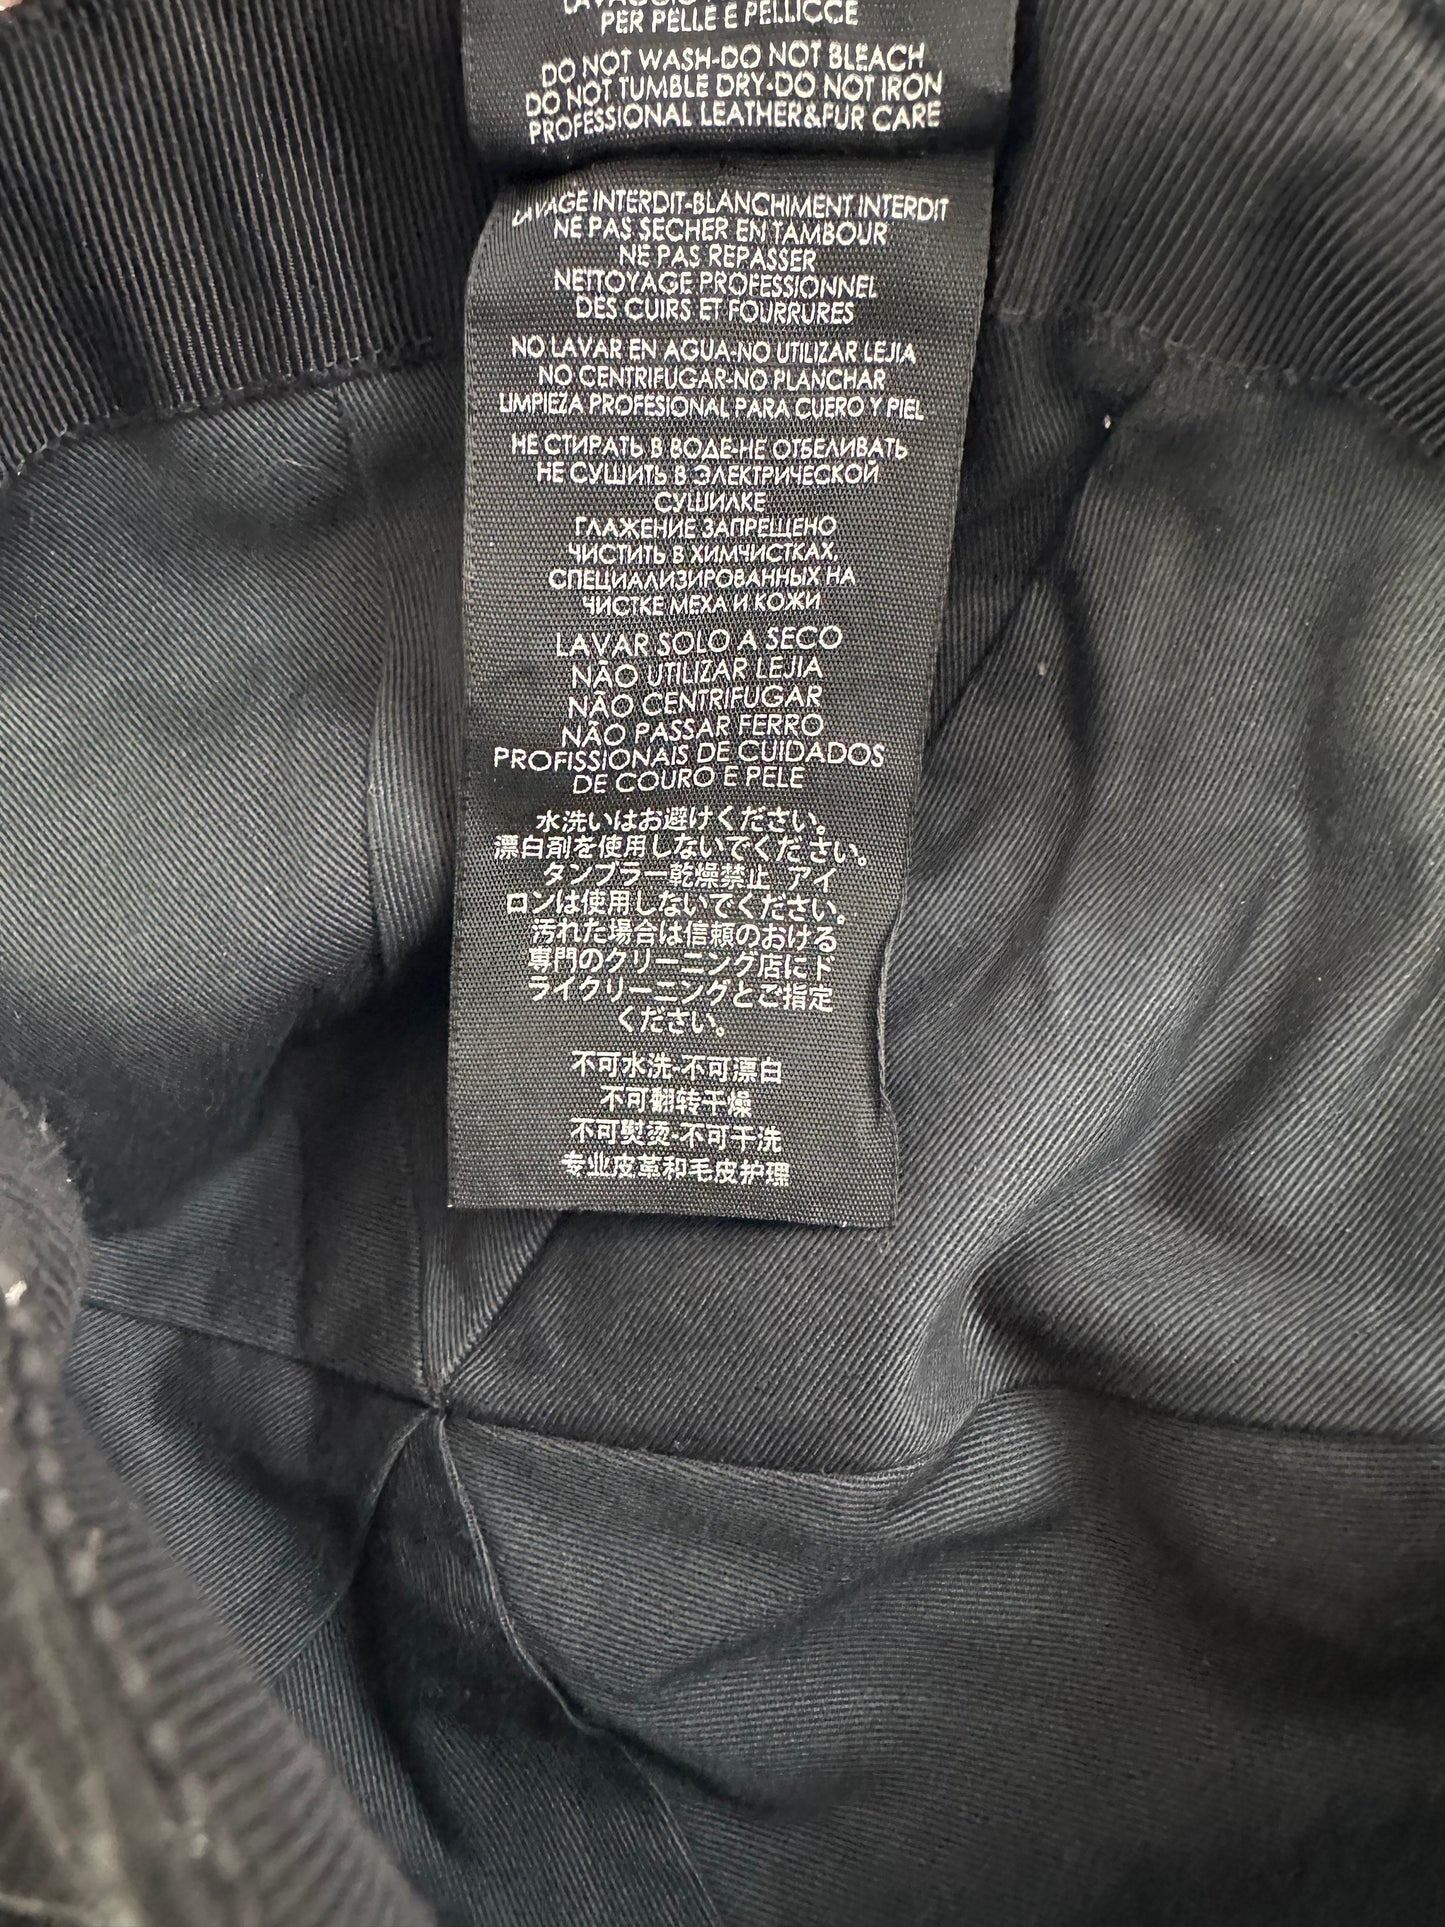 LAVAGGIO
PER PELLE E PELLICCE
DO NOT WASH-DO NOT BLEACH
DO NOT TUMBLE DRY-DO NOT IRON
PROFESSIONAL LEATHER&FUR CARE
LAVAGE INTERDIT-BLANCHIMENT INTERDIT
NE PAS SECHER EN TAMBOUR
NE PAS REPASSER
NETTOYAGE PROFESSIONNEL
DES CUIRS ET FOURRURES
NO LAVAR EN AGUA-NO UTILIZAR LEJIA
NO CENTRIFUGAR-NO PLANCHAR
LIMPIEZA PROFESIONAL PARA CUERO Y PIEL
НЕ СТИРАТЬ В ВОДЕ-НЕ ОТБЕЛИВАТЬ
НЕ СУШИТЬ В ЭЛЕКТРИЧЕСКОЙ
СУШИЛКЕ
ГЛАЖЕНИЕ ЗАПРЕЩЕНО
ЧИСТИТЬ В ХИМЧИСТКАХ,
СПЕЦИАЛИЗИРОВАННЫХ НА
ЧИСТКЕ МЕХА И КОЖИ
LAVAR SOLO A SECO
NÃO UTILIZAR LEJIA
NÃO CENTRIFUGAR
NÃO PASSAR FERRO
PROFISSIONAIS DE CUIDADOS
DE COURO E PELE
水洗いはお避けください。
漂白剤を使用しないでください。
タンブラー乾燥禁止 アイ
ロンは使用しないでください。
汚れた場合は信頼のおける
専門のクリーニング店にド
ライクリーニングとご指定
ください。
不可水洗-不可漂白
不可翻转干燥
不可熨烫-不可干洗
专业皮革和毛皮护理